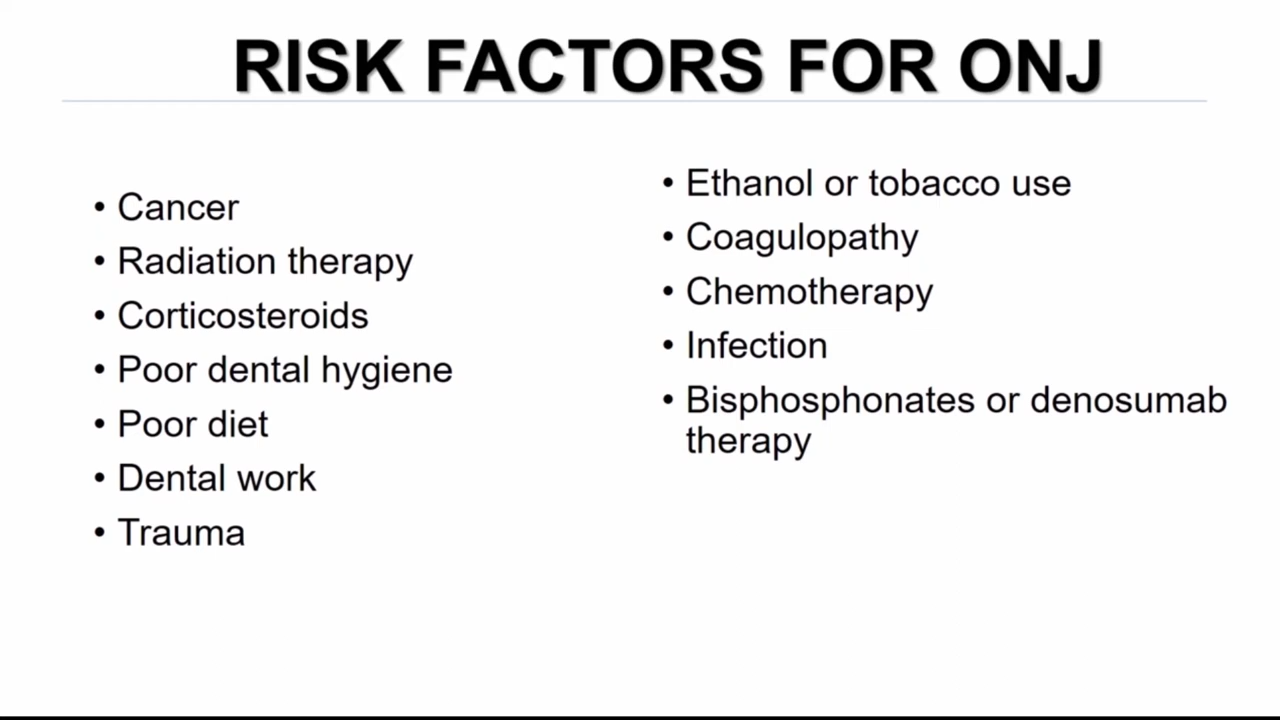 RISK FACTORS FOR ONJ
• Cancer
• Radiation therapy
• Corticosteroids
• Poor dental hygiene
• Poor diet
• Dental work
• Trauma
• Ethanol or tobacco use
• Coagulopathy
• Chemotherapy
• Infection
• Bisphosphonates or denosumab
therapy